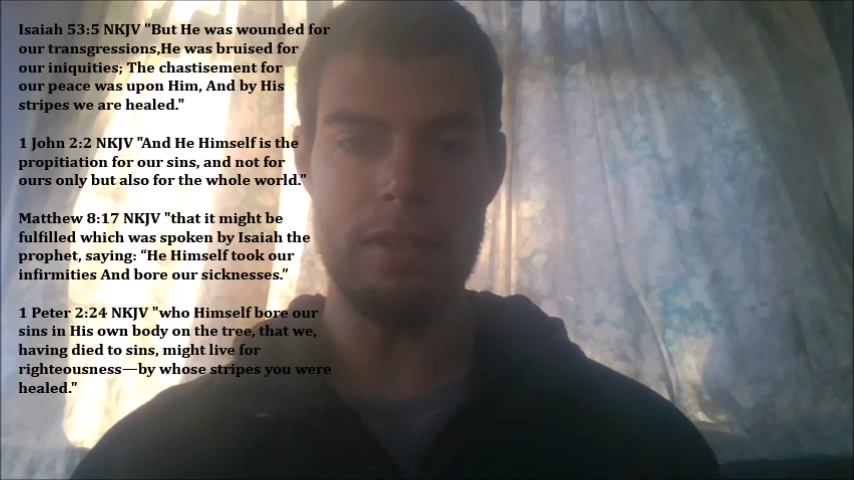 Isaiah 53:5 NKJV "But He was wounded for
our transgressions,He was bruised for
our iniquities; The chastisement for
our peace was upon Him, And by His
stripes we are healed."
1 John 2:2 NKJV "And He Himself is the
propitiation for our sins, and not for
ours only but also for the whole world."
Matthew 8:17 NKJV "that it might be
fulfilled which was spoken by Isaiah the
prophet, saying: “He Himself took our
infirmities And bore our sicknesses.”
1 Peter 2:24 NKJV "who Himself bore our
sins in His own body on the tree, that we,
having died to sins, might live for
righteousness—by whose stripes you were
healed."